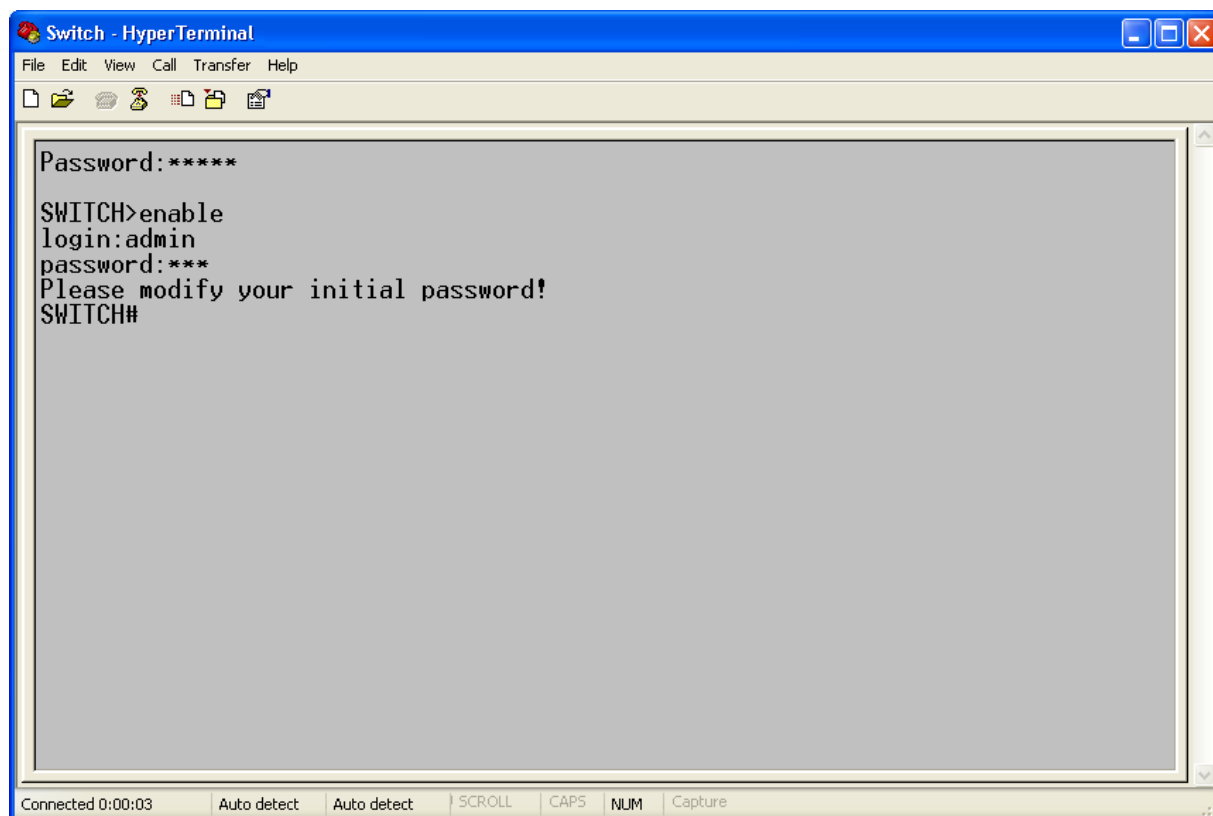 Switch - HyperTerminal
File Edit View Call Transfer Help
Password:*****
SWITCH>enable
login:admin
password:***
Please modify your initial password!
SWITCH#
Connected 0:00:03 Auto detect Auto detect SCROLL CAPS NUM Capture